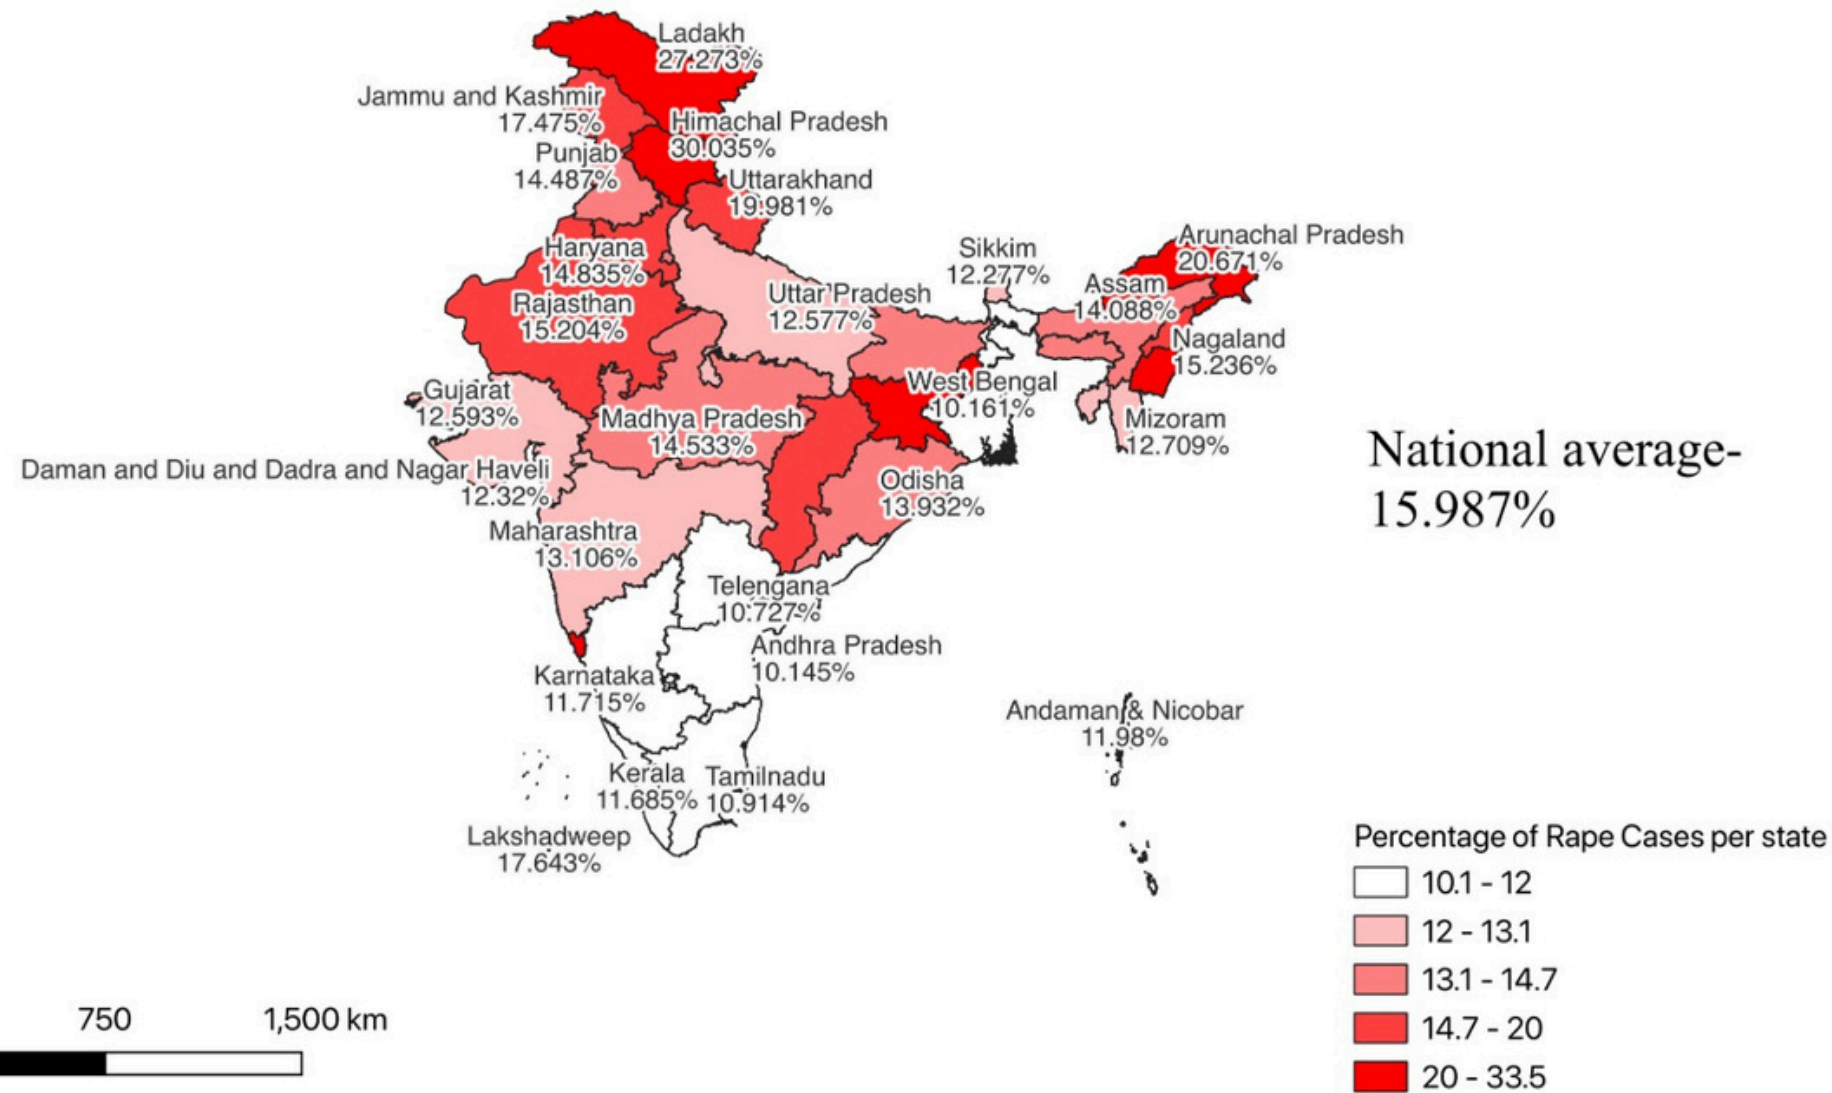 Ladakh
27.273%
Jammu and Kashmir
17.475%
Himachal Pradesh
30.035%
Punjab
14.487%
Uttarakhand
19.981%
Haryana
14.835%
Rajasthan
15.204%
Uttar Pradesh
12.577%
Sikkim
12.277%
Arunachal Pradesh
20.671%
Assam
14.088%
Nagaland
15.236%
West Bengal
10.161%
Mizoram
12.709%
Gujarat
12.593%
Madhya Pradesh
14.533%
Daman and Diu and Dadra and Nagar Haveli
12.32%
Odisha
13.932%
Maharashtra
13.106%
National average-
15.987%
Telengana
10.727%
Andhra Pradesh
10.145%
Karnataka
11.715%
Andaman & Nicobar
11.98%
Kerala
11.685%
Tamilnadu
10.914%
Lakshadweep
17.643%
Percentage of Rape Cases per state
10.1 - 12
12 - 13.1
13.1 - 14.7
14.7 - 20
20 - 33.5
750 1,500 km